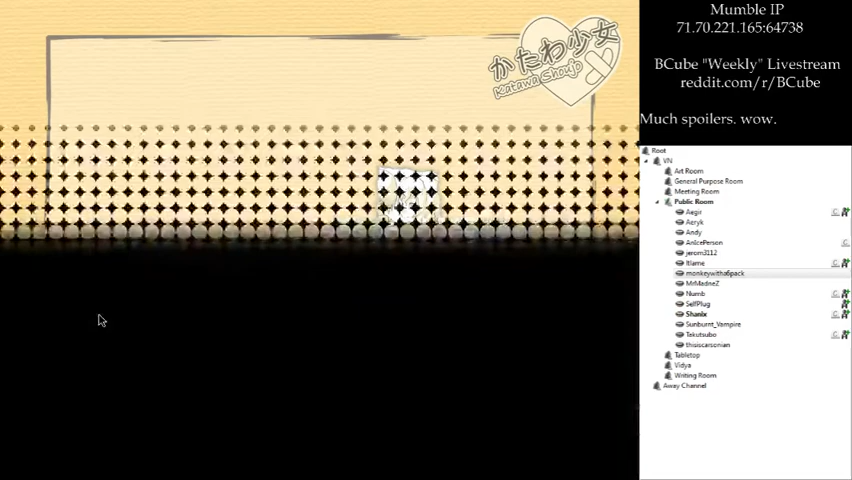 かたわ少女
Katawa Shoujo
Mumble IP
71.70.221.165:64738
BCube "Weekly" Livestream
reddit.com/r/BCube
Much spoilers. wow.
Root
VN
Art Room
General Purpose Room
Meeting Room
Public Room
Aegir
Aeryk
Andy
AnicePerson
jerom3112
ltlame
monkeywitha6pack
MrMadneZ
Numb
SelfPlug
Shanix
Sunburnt_Vampire
Takutsubo
thisiscarsonian
Tabletop
Vidya
Writing Room
Away Channel